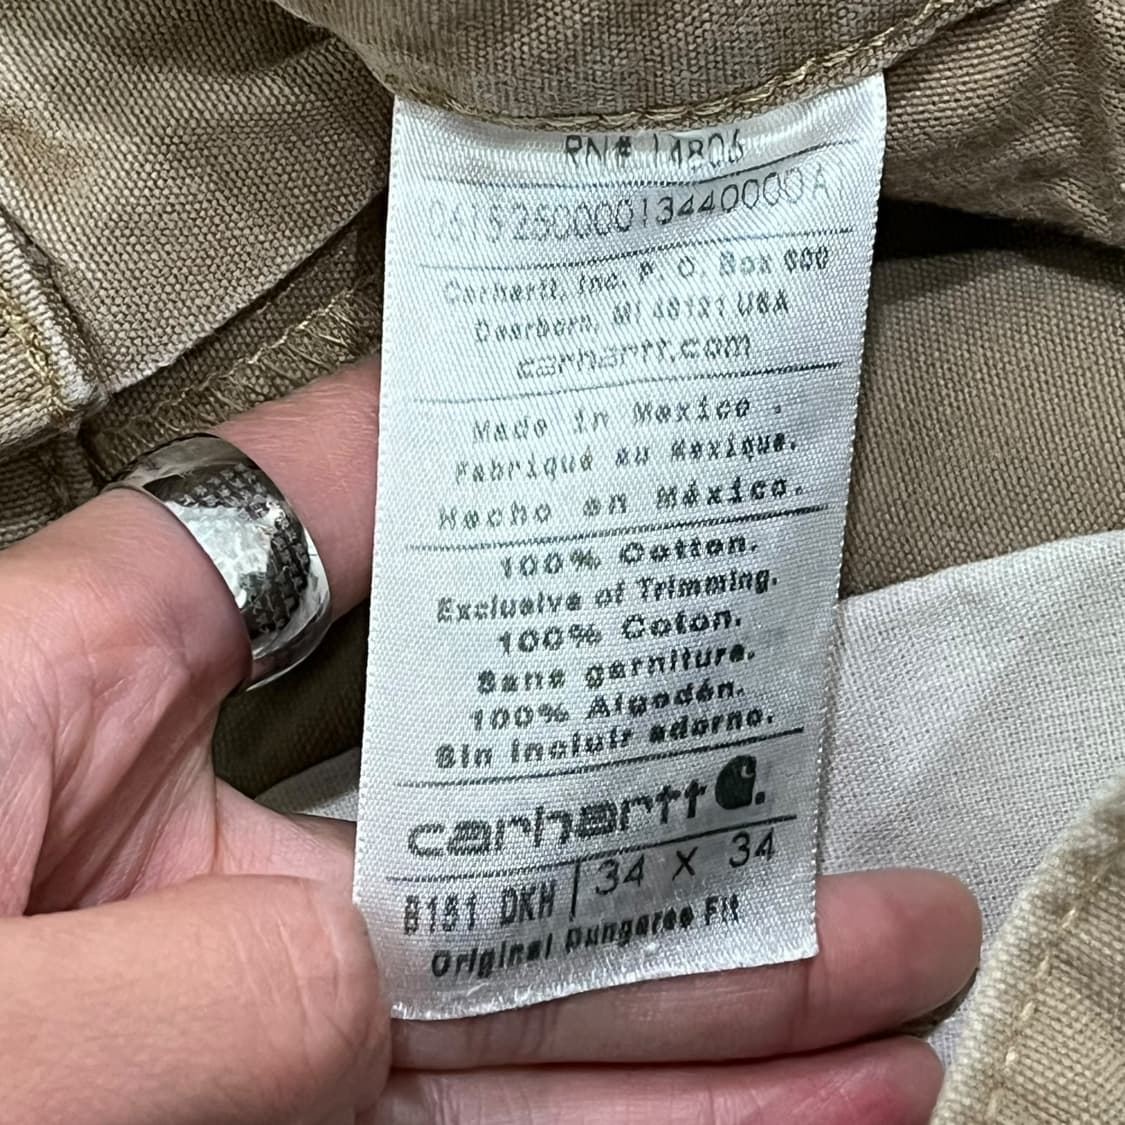 RN# 14806
Carhartt, Inc. P. O. Box 600
Dearborn, MI 48121 USA
carhartt.com
Made in Mexico.
Fabriqué au Mexique.
Hecho en México.
100% Cotton.
Exclusive of Trimming.
100% Coton.
Sans garniture.
100% Algodón.
Sin incluir adorno.
carhartt
B151 DKH 34 X 34
Original Dungaree Fit